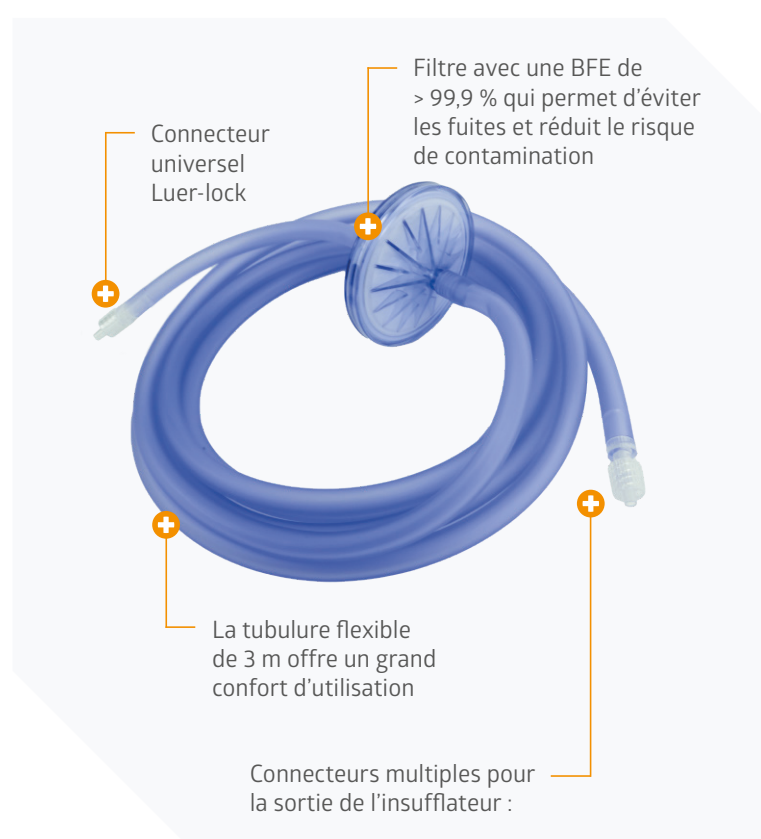 Filtre avec une BFE de
> 99,9 % qui permet d'éviter
les fuites et réduit le risque
de contamination
Connecteur
universel
Luer-lock
La tubulure flexible
de 3 m offre un grand
confort d'utilisation
Connecteurs multiples pour
la sortie de l'insufflateur :